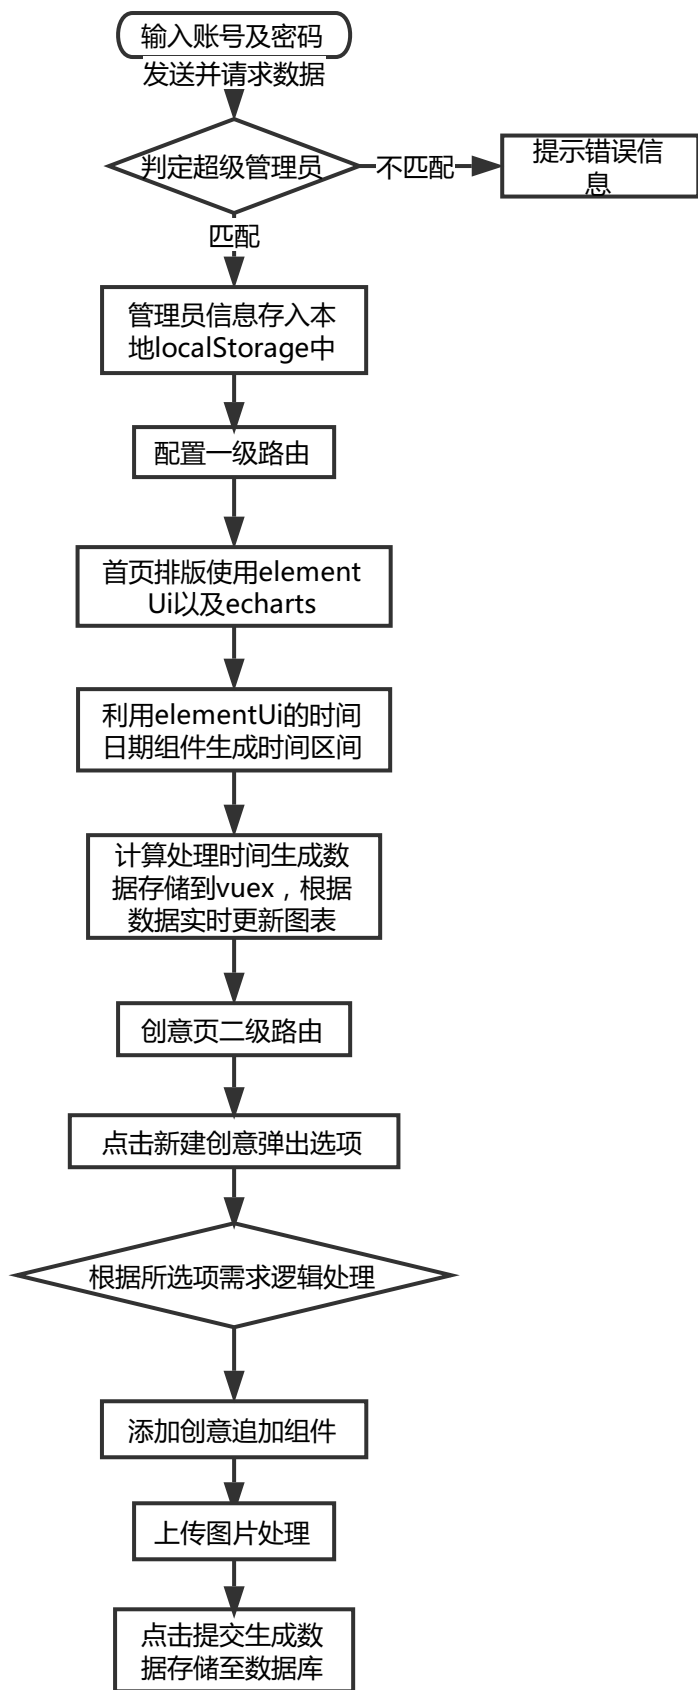 输入账号及密码
发送并请求数据
判定超级管理员
不匹配
提示错误信
息
匹配
管理员信息存入本
地localStorage中
配置一级路由
首页排版使用element
Ui以及echarts
利用elementUi的时间
日期组件生成时间区间
计算处理时间生成数
据存储到vuex，根据
数据实时更新图表
创意页二级路由
点击新建创意弹出选项
根据所选项需求逻辑处理
添加创意追加组件
上传图片处理
点击提交生成数
据存储至数据库